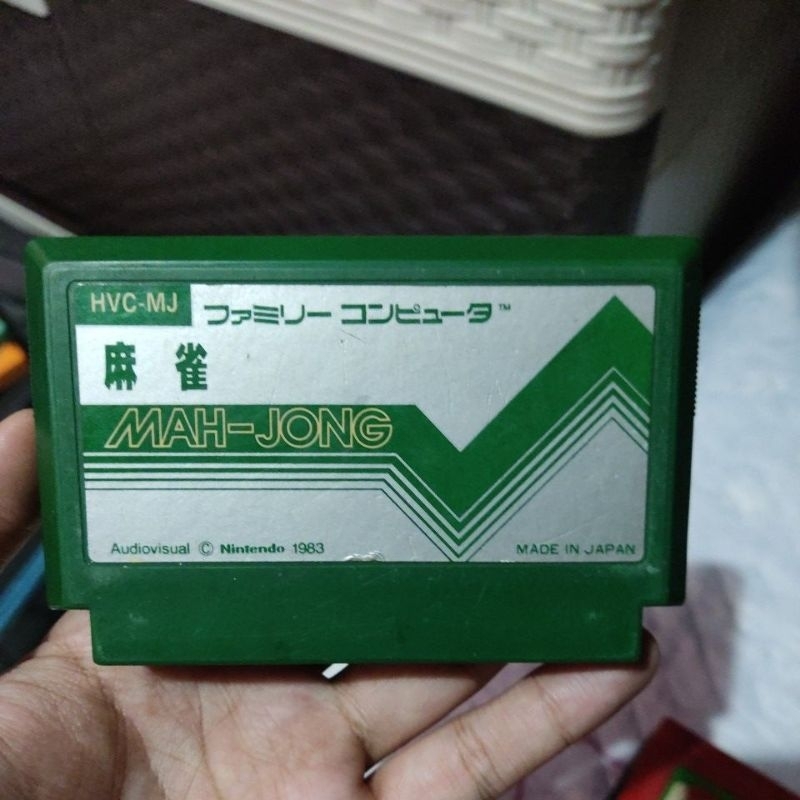 HVC-MJ
ファミリー コンピュータ™
麻雀
MAH-JONG
Audiovisual © Nintendo 1983
MADE IN JAPAN